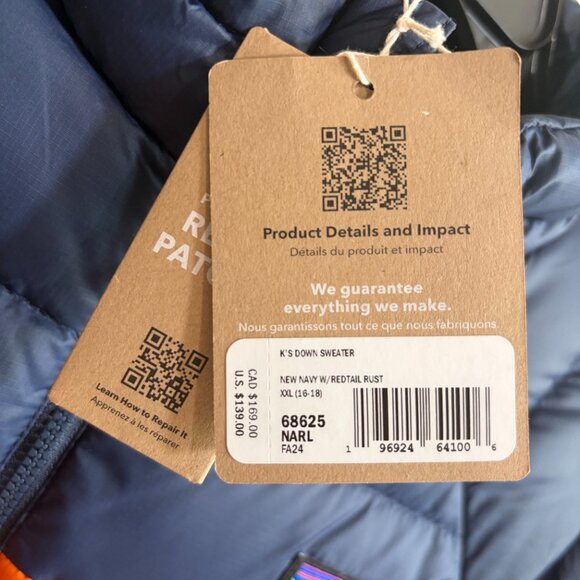 Product Details and Impact
Détails du produit et impact
We guarantee
everything we make.
Nous garantissons tout ce que nous fabriquons.
K'S DOWN SWEATER
NEW NAVY W/REDTAIL RUST
XXL (16-18)
68625
NARL
FA24
CAD $169.00
U.S. $139.00
1 96924 64100 6
Learn How to Repair It
Apprenez à les réparer